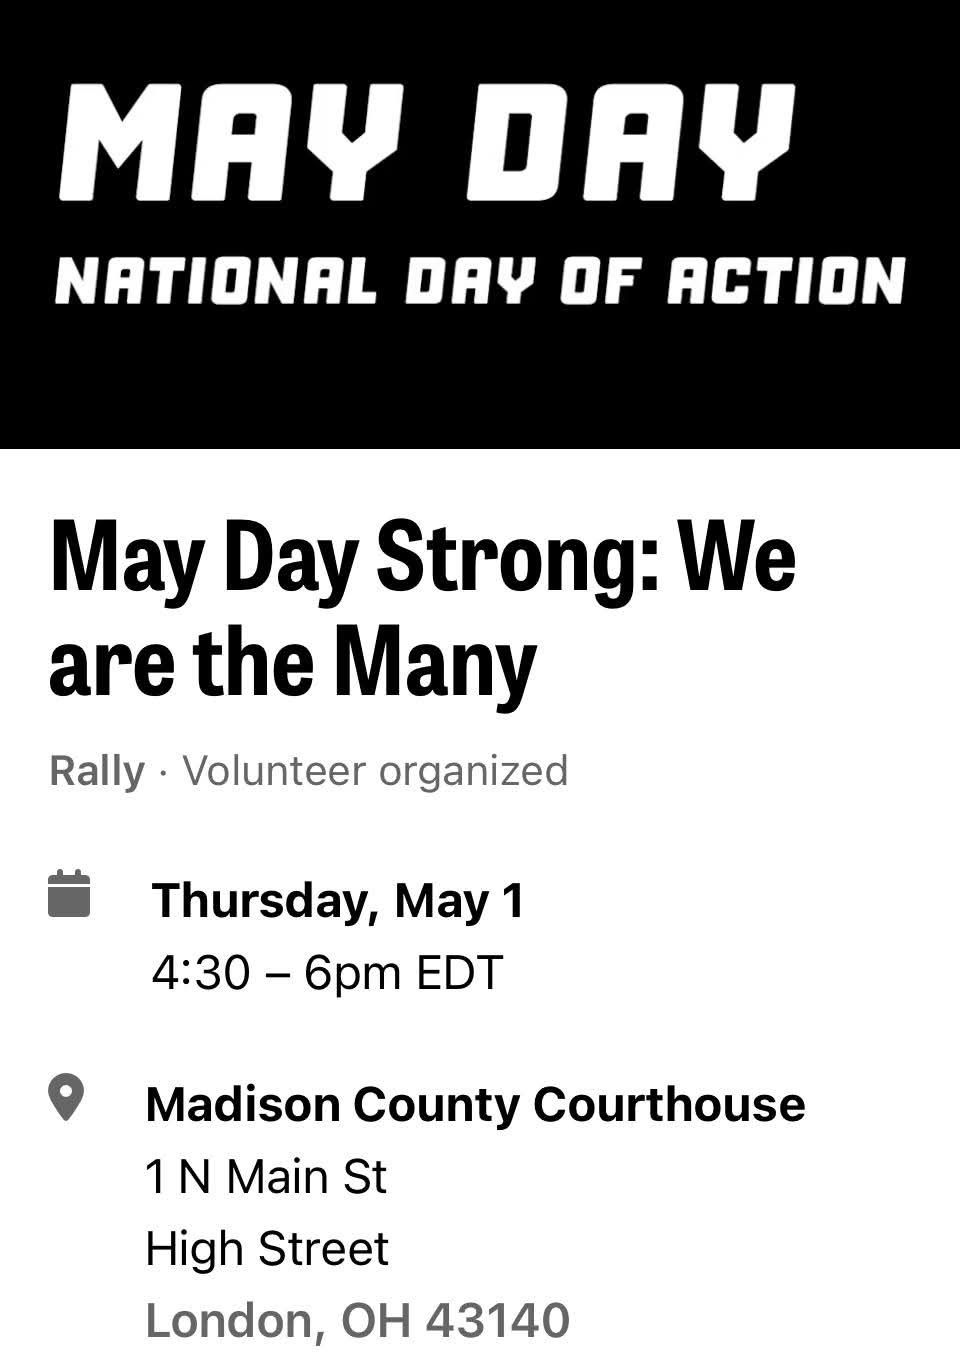 MAY DAY
NATIONAL DAY OF ACTION
May Day Strong: We
are the Many
Rally · Volunteer organized
Thursday, May 1
4:30 – 6pm EDT
Madison County Courthouse
1 N Main St
High Street
London, OH 43140